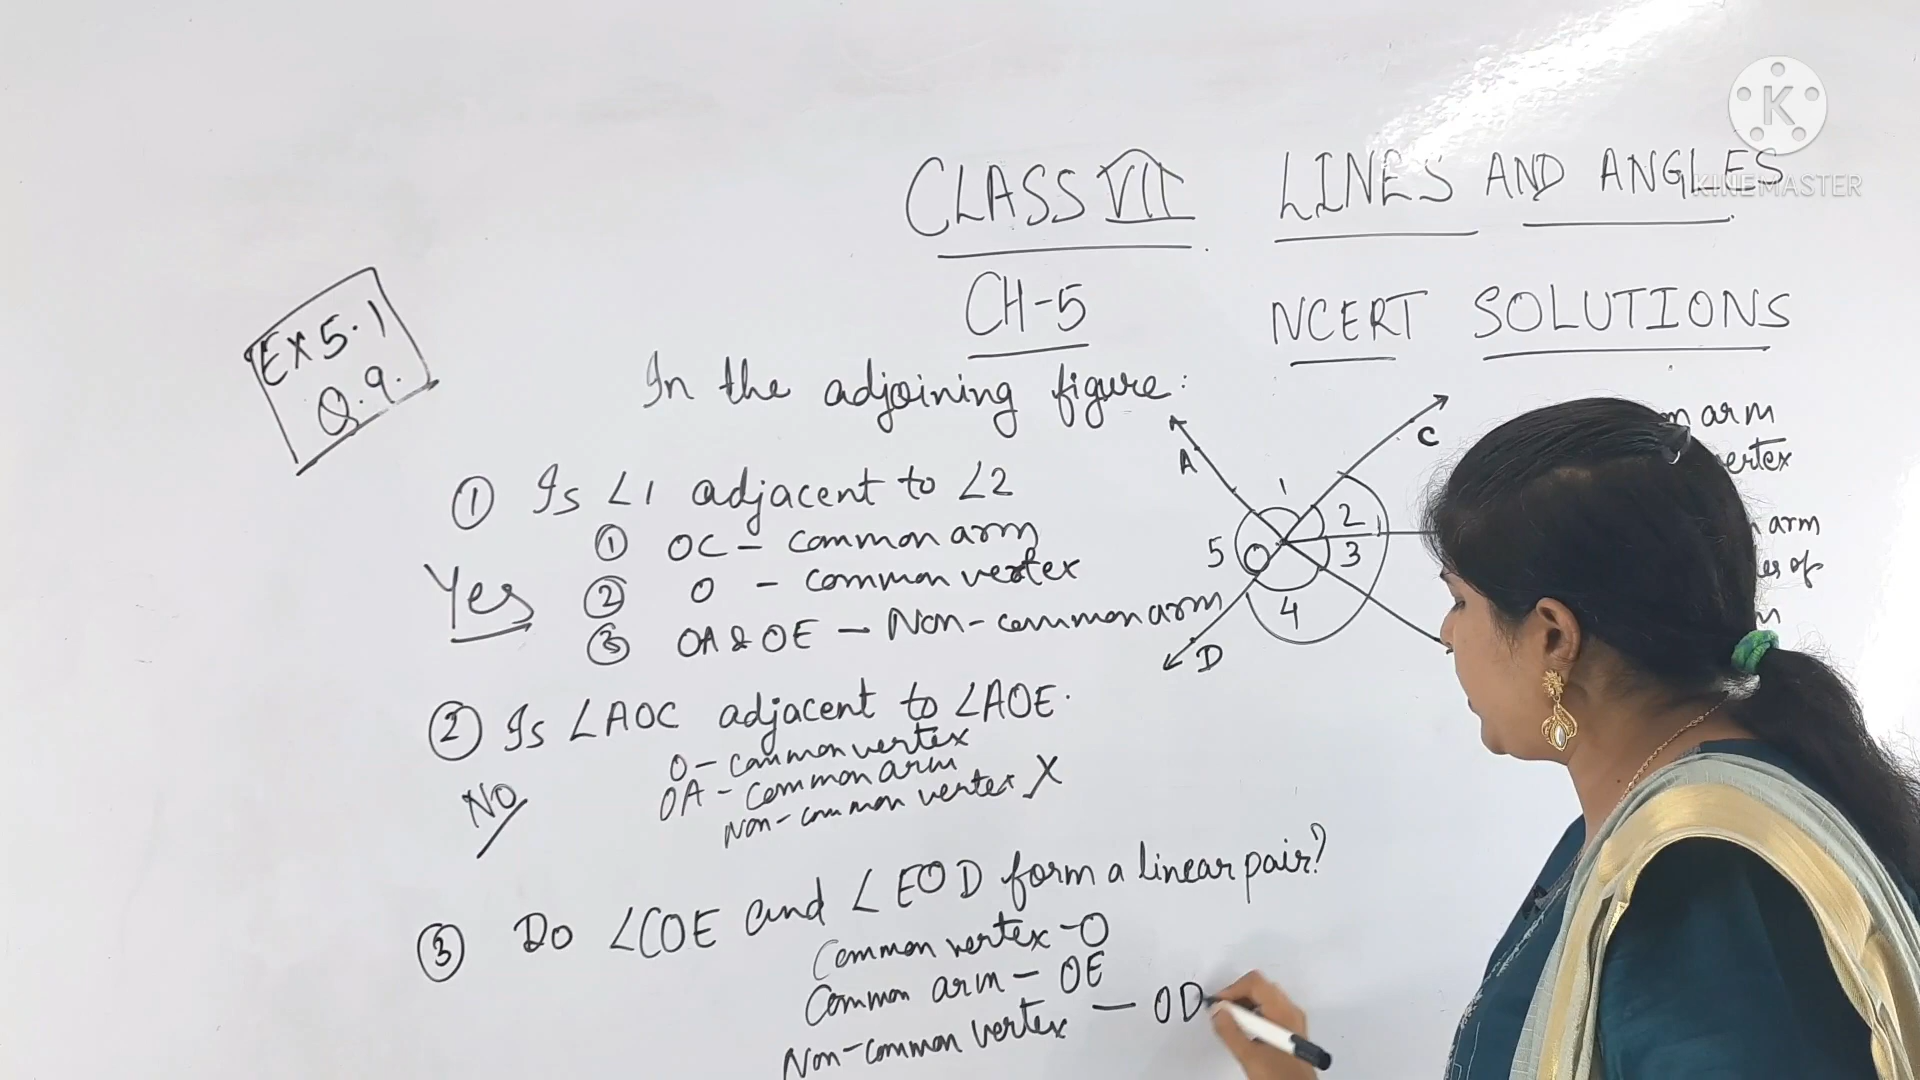 K
KINEMASTER
CLASS VII LINES AND ANGLES
CH-5 NCERT SOLUTIONS
EX 5.1
Q.9.
In the adjoining figure:
① Is ∠1 adjacent to ∠2
① OC - common arm
Yes ② O - common vertex
③ OA & OE - Non-common arm
② Is ∠AOC adjacent to ∠AOE.
O - common vertex
NO OA - common arm
Non-common vertex X
③ Do ∠COE and ∠EOD form a linear pair?
Common vertex - O
Common arm - OE
Non-common vertex - OD
A
C
1
2
3
5
O
4
D
arm
vertex
arm
of